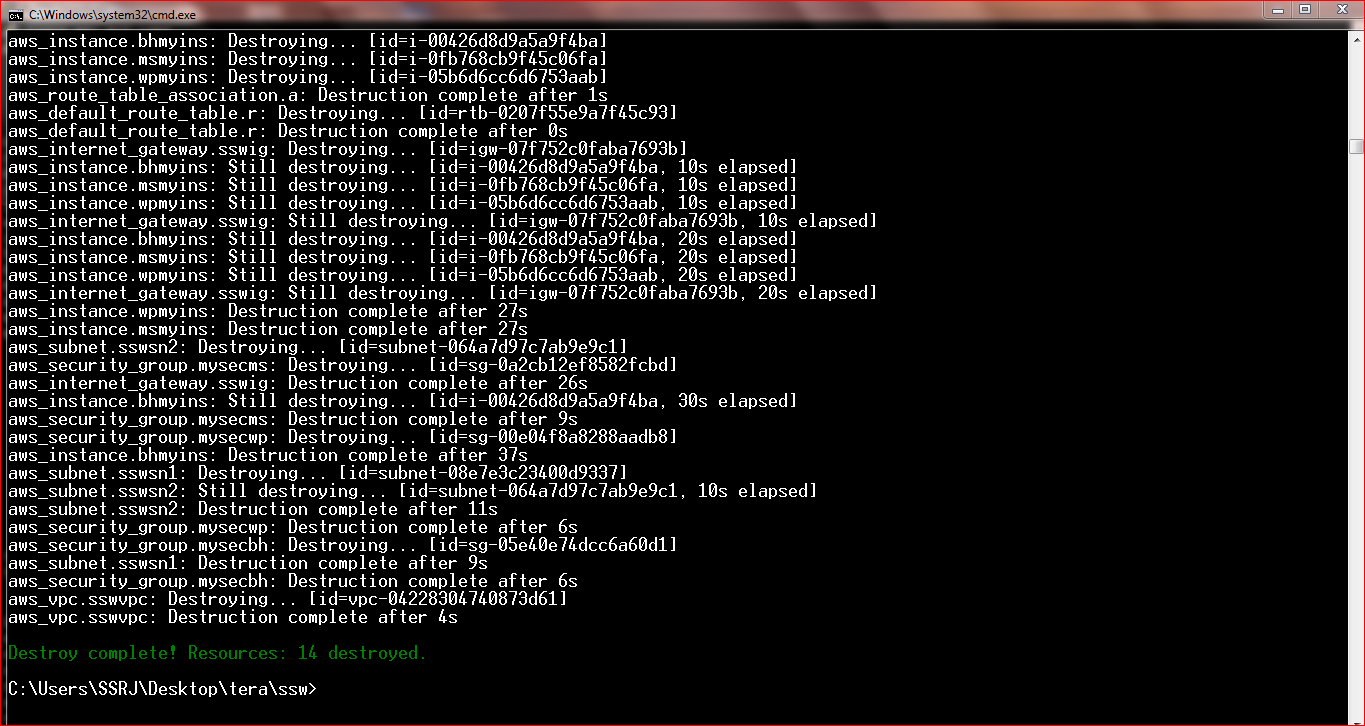 C:\Windows\system32\cmd.exe
aws_instance.bhmyins: Destroying... [id=i-00426d8d9a5a9f4ba]
aws_instance.msmyins: Destroying... [id=i-0fb768cb9f45c06fa]
aws_instance.wpmyins: Destroying... [id=i-05b6d6cc6d6753aab]
aws_route_table_association.a: Destruction complete after 1s
aws_default_route_table.r: Destroying... [id=rtb-0207f55e9a7f45c93]
aws_default_route_table.r: Destruction complete after 0s
aws_internet_gateway.sswig: Destroying... [id=igw-07f752c0faba7693b]
aws_instance.bhmyins: Still destroying... [id=i-00426d8d9a5a9f4ba, 10s elapsed]
aws_instance.msmyins: Still destroying... [id=i-0fb768cb9f45c06fa, 10s elapsed]
aws_instance.wpmyins: Still destroying... [id=i-05b6d6cc6d6753aab, 10s elapsed]
aws_internet_gateway.sswig: Still destroying... [id=igw-07f752c0faba7693b, 10s elapsed]
aws_instance.bhmyins: Still destroying... [id=i-00426d8d9a5a9f4ba, 20s elapsed]
aws_instance.msmyins: Still destroying... [id=i-0fb768cb9f45c06fa, 20s elapsed]
aws_instance.wpmyins: Still destroying... [id=i-05b6d6cc6d6753aab, 20s elapsed]
aws_internet_gateway.sswig: Still destroying... [id=igw-07f752c0faba7693b, 20s elapsed]
aws_instance.wpmyins: Destruction complete after 27s
aws_instance.msmyins: Destruction complete after 27s
aws_subnet.sswsn2: Destroying... [id=subnet-064a7d97c7ab9e9c1]
aws_security_group.mysecms: Destroying... [id=sg-0a2cb12ef8582fcbd]
aws_internet_gateway.sswig: Destruction complete after 26s
aws_instance.bhmyins: Still destroying... [id=i-00426d8d9a5a9f4ba, 30s elapsed]
aws_security_group.mysecms: Destruction complete after 9s
aws_security_group.mysecwp: Destroying... [id=sg-00e04f8a8288aadb8]
aws_instance.bhmyins: Destruction complete after 37s
aws_subnet.sswsn1: Destroying... [id=subnet-08e7e3c23400d9337]
aws_subnet.sswsn2: Still destroying... [id=subnet-064a7d97c7ab9e9c1, 10s elapsed]
aws_subnet.sswsn2: Destruction complete after 11s
aws_security_group.mysecwp: Destruction complete after 6s
aws_security_group.mysecbh: Destroying... [id=sg-05e40e74dcc6a60d1]
aws_subnet.sswsn1: Destruction complete after 9s
aws_security_group.mysecbh: Destruction complete after 6s
aws_vpc.sswvpc: Destroying... [id=vpc-04228304740873d61]
aws_vpc.sswvpc: Destruction complete after 4s
Destroy complete! Resources: 14 destroyed.
C:\Users\SSRJ\Desktop\tera\ssw>